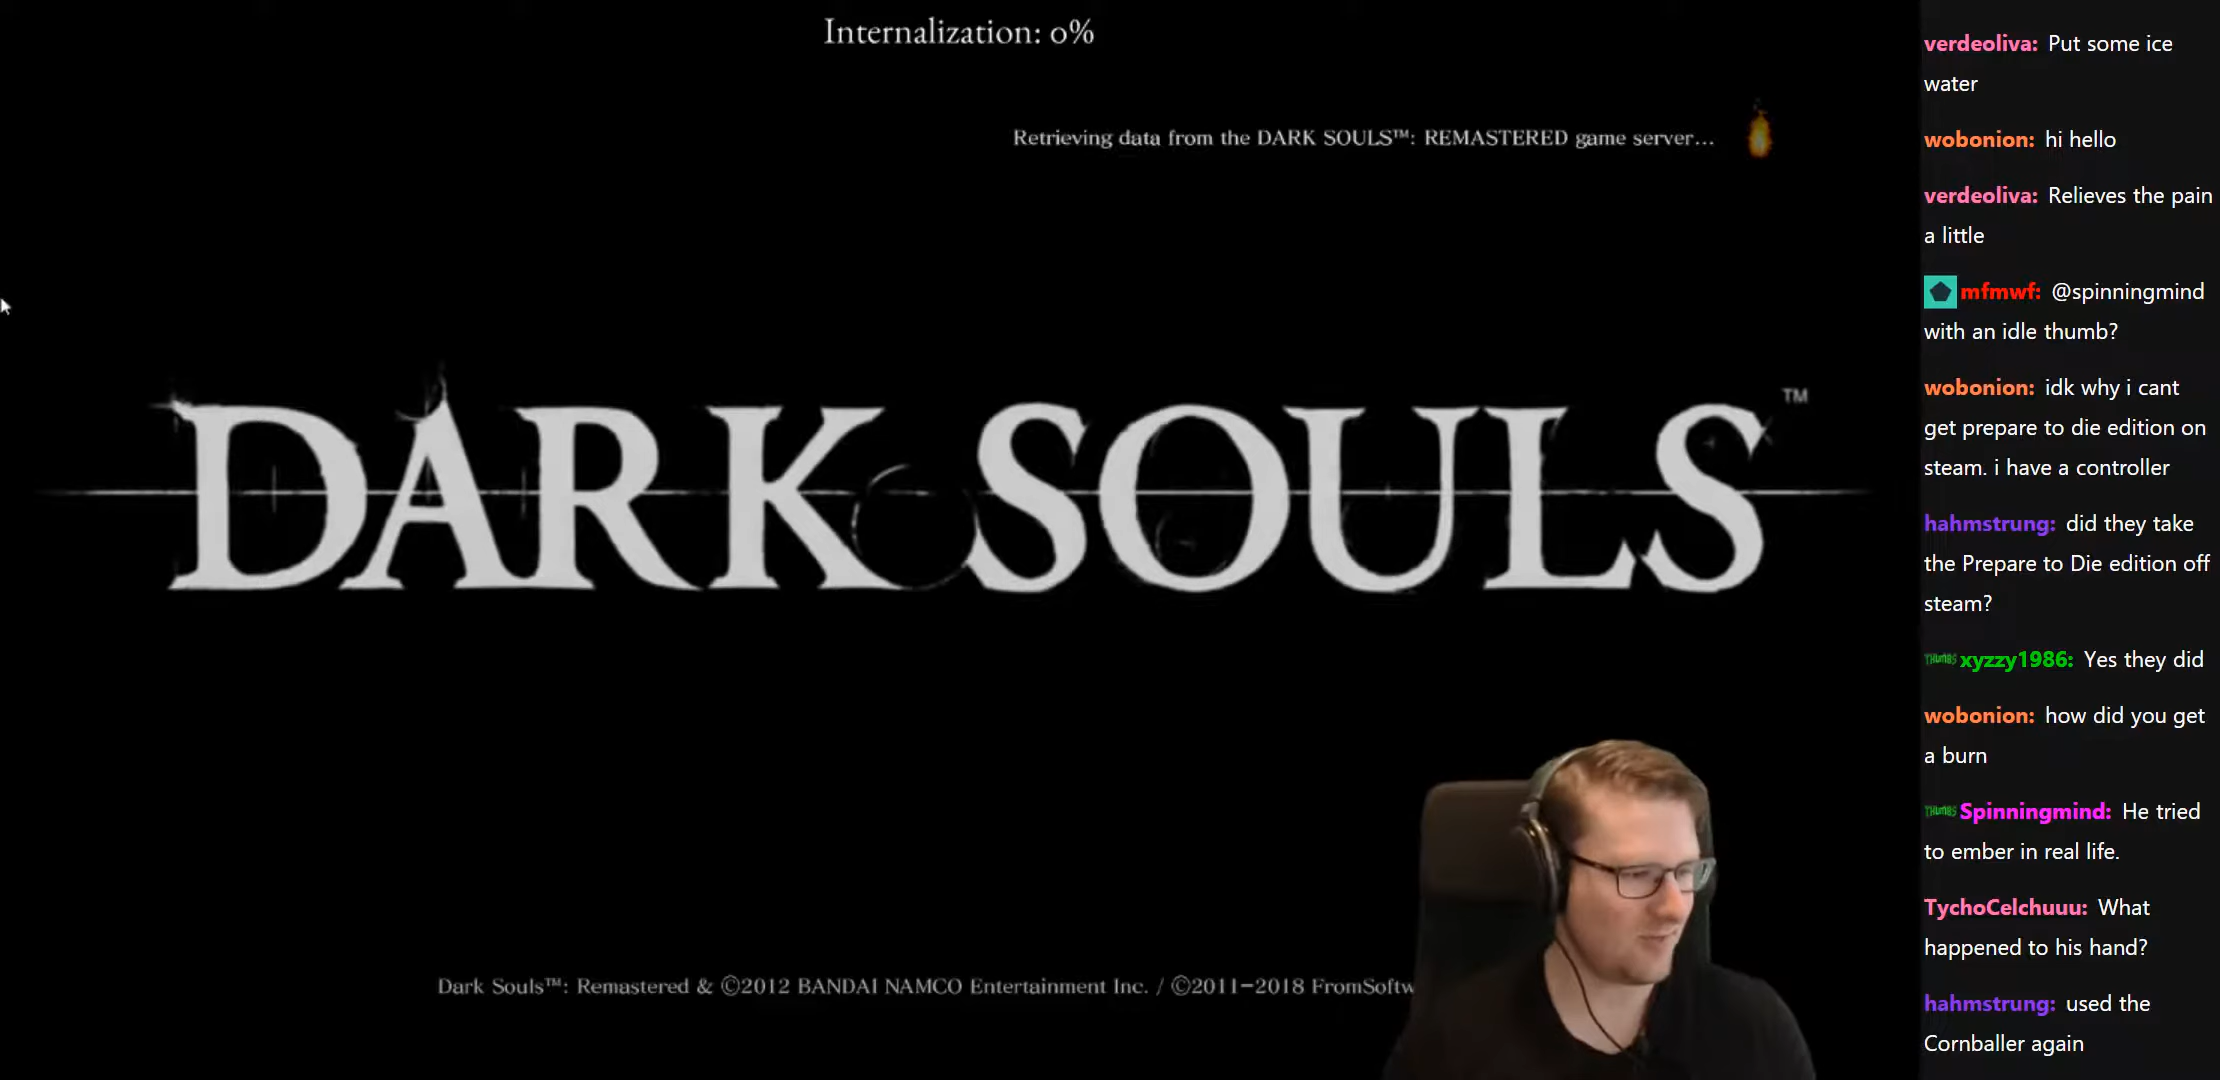 Internalization: 0%
Retrieving data from the DARK SOULS™: REMASTERED game server...
DARK SOULS™
Dark Souls™: Remastered & ©2012 BANDAI NAMCO Entertainment Inc. / ©2011-2018 FromSoftw
verdeoliva: Put some ice
water
wobonion: hi hello
verdeoliva: Relieves the pain
a little
mfmwf: @spinningmind
with an idle thumb?
wobonion: idk why i cant
get prepare to die edition on
steam. i have a controller
hahmstrung: did they take
the Prepare to Die edition off
steam?
THUMBS xyzzy1986: Yes they did
wobonion: how did you get
a burn
THUMBS Spinningmind: He tried
to ember in real life.
TychoCelchuuu: What
happened to his hand?
hahmstrung: used the
Cornballer again